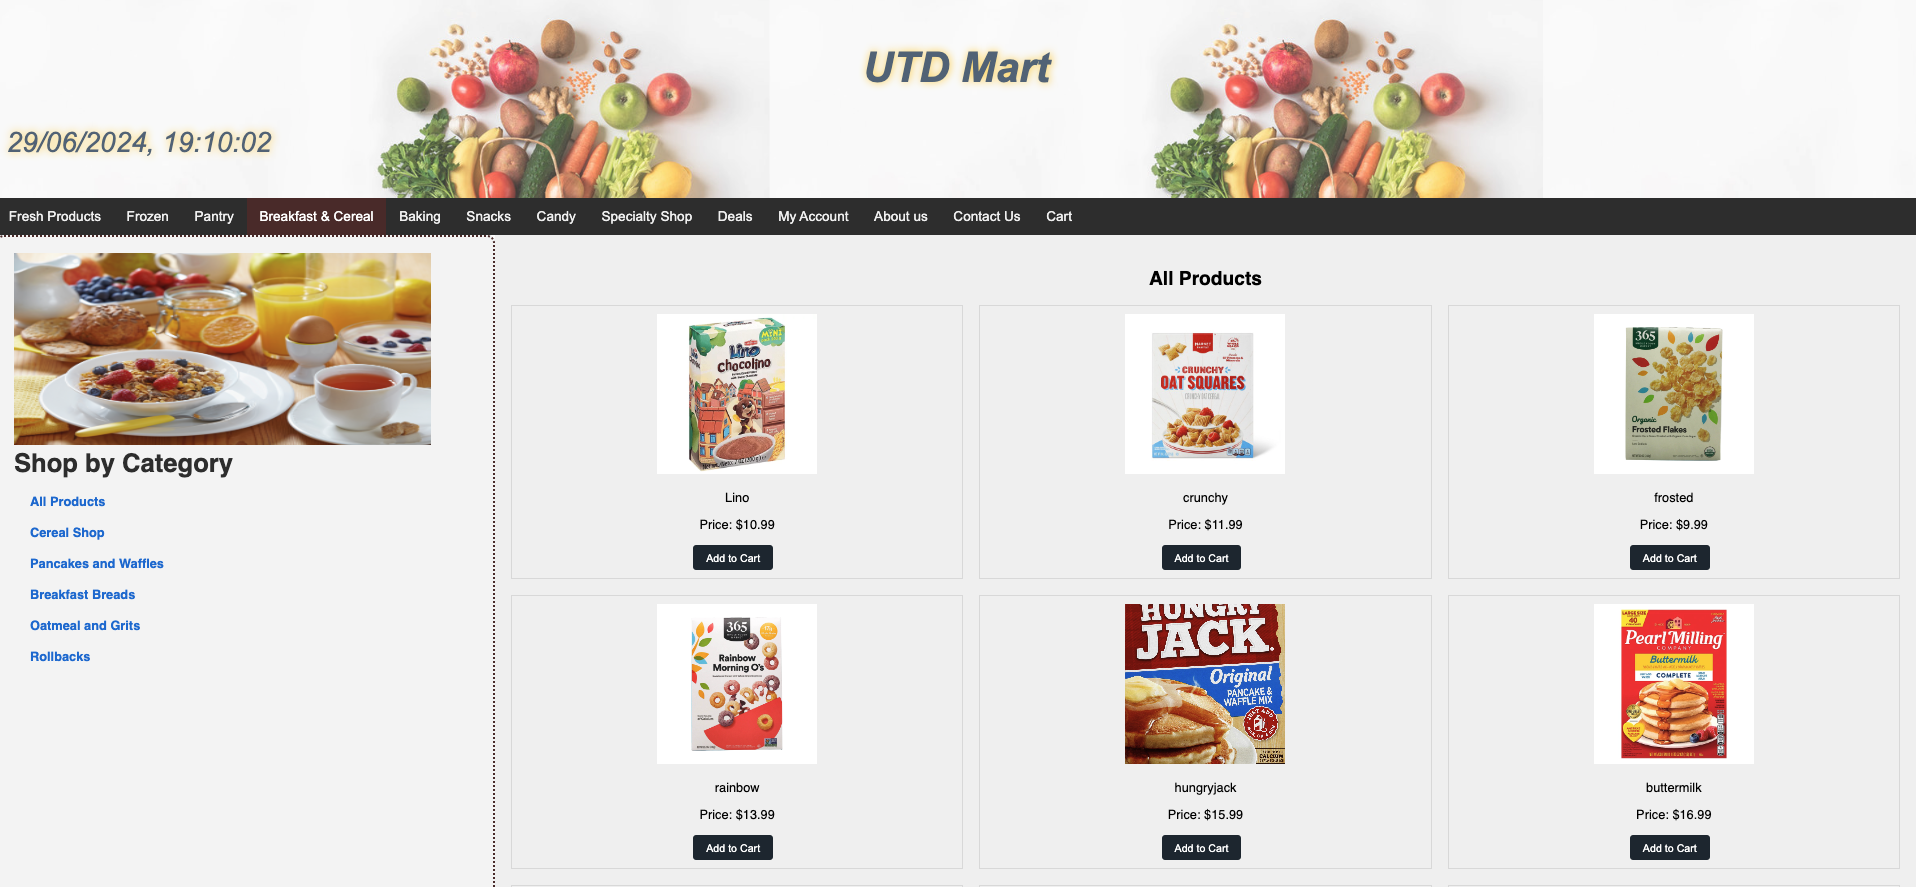 UTD Mart
29/06/2024, 19:10:02
Fresh Products Frozen Pantry Breakfast & Cereal Baking Snacks Candy Specialty Shop Deals My Account About us Contact Us Cart
Shop by Category
All Products
Cereal Shop
Pancakes and Waffles
Breakfast Breads
Oatmeal and Grits
Rollbacks
All Products
MINI
Lino
Chocolino
Lino
Price: $10.99
Add to Cart
CRUNCHY
OAT SQUARES
crunchy
Price: $11.99
Add to Cart
365
Organic
Frosted Flakes
frosted
Price: $9.99
Add to Cart
365
Rainbow
Morning O's
rainbow
Price: $13.99
Add to Cart
HUNGRY
JACK.
Original
PANCAKE &
WAFFLE MIX
hungryjack
Price: $15.99
Add to Cart
LARGE SIZE
40
Pearl Milling
COMPANY
Buttermilk
COMPLETE
buttermilk
Price: $16.99
Add to Cart